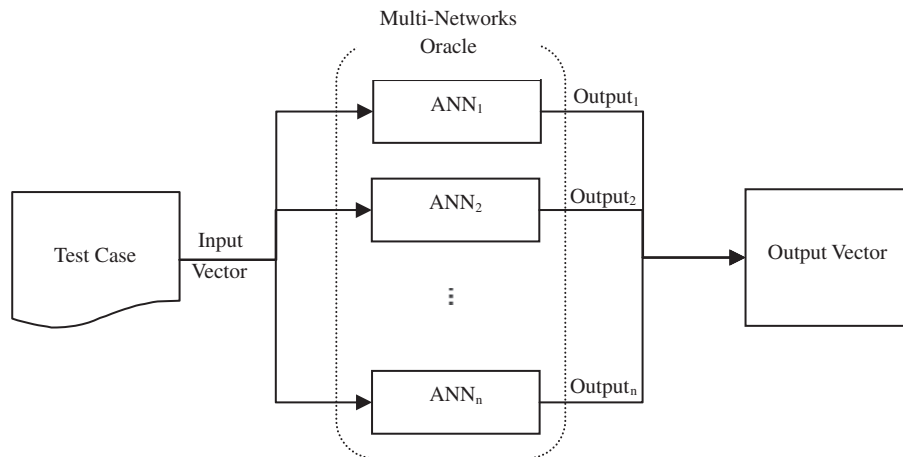 Multi-Networks
Oracle
ANN₁
Output₁
ANN₂
Output₂
Test Case
Input
Vector
Output Vector
...
ANNₙ
Outputₙ